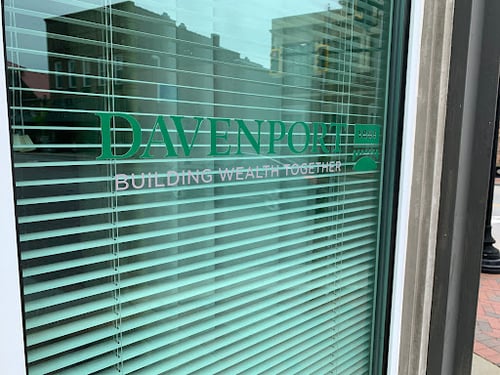 DAVENPORT
BUILDING WEALTH TOGETHER